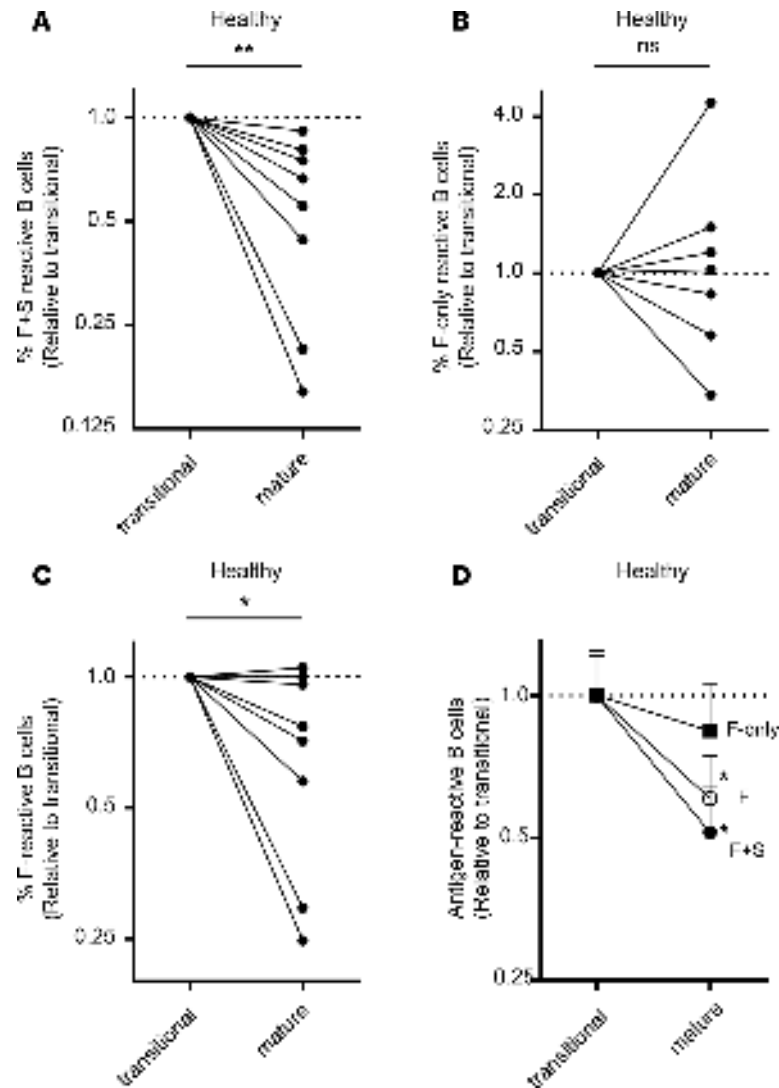 A
Healthy
**
% F+S reactive B cells
(Relative to transitional)
1.0
0.5
0.25
0.125
transitional
mature
B
Healthy
ns
% F-only reactive B cells
(Relative to transitional)
4.0
2.0
1.0
0.5
0.25
transitional
mature
C
Healthy
*
% F-reactive B cells
(Relative to transitional)
1.0
0.5
0.25
transitional
mature
D
Healthy
Antigen-reactive B cells
(Relative to transitional)
1.0
0.5
0.25
F-only
*
F
*
F+S
transitional
mature